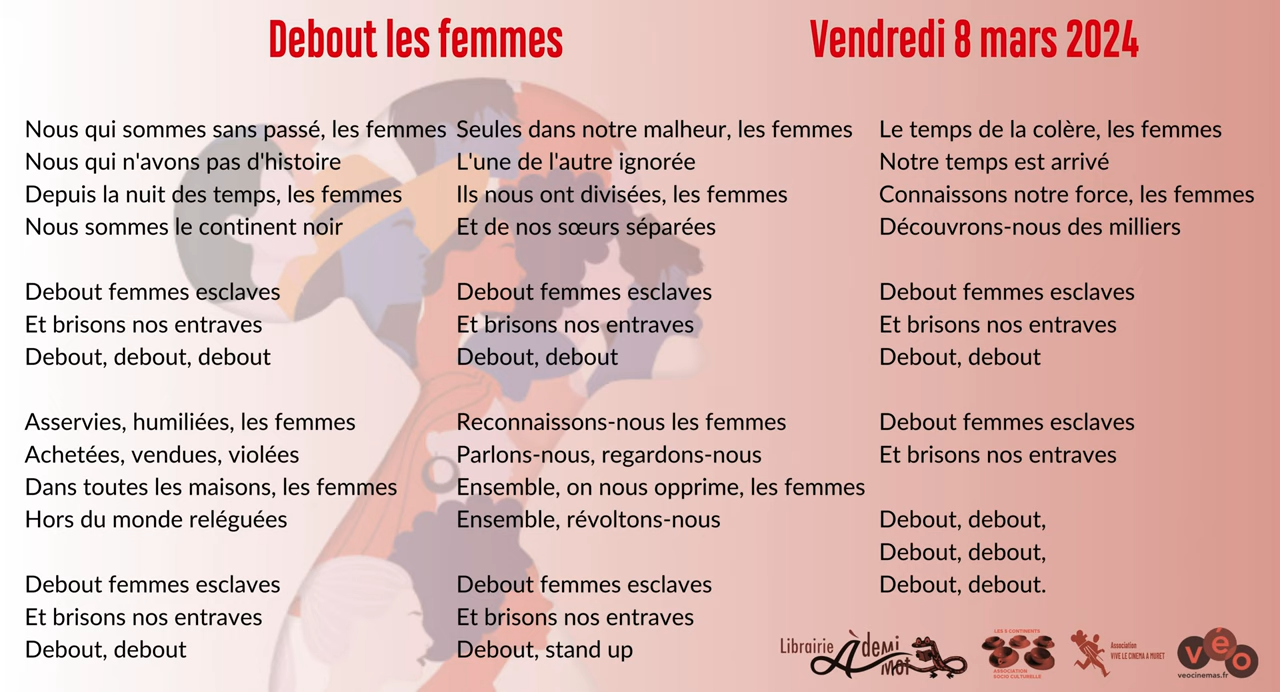 Debout les femmes
Vendredi 8 mars 2024
Nous qui sommes sans passé, les femmes
Nous qui n'avons pas d'histoire
Depuis la nuit des temps, les femmes
Nous sommes le continent noir
Debout femmes esclaves
Et brisons nos entraves
Debout, debout, debout
Asservies, humiliées, les femmes
Achetées, vendues, violées
Dans toutes les maisons, les femmes
Hors du monde reléguées
Debout femmes esclaves
Et brisons nos entraves
Debout, debout
Seules dans notre malheur, les femmes
L'une de l'autre ignorée
Ils nous ont divisées, les femmes
Et de nos sœurs séparées
Debout femmes esclaves
Et brisons nos entraves
Debout, debout
Reconnaissons-nous les femmes
Parlons-nous, regardons-nous
Ensemble, on nous opprime, les femmes
Ensemble, révoltons-nous
Debout femmes esclaves
Et brisons nos entraves
Debout, stand up
Le temps de la colère, les femmes
Notre temps est arrivé
Connaissons notre force, les femmes
Découvrons-nous des milliers
Debout femmes esclaves
Et brisons nos entraves
Debout, debout
Debout femmes esclaves
Et brisons nos entraves
Debout, debout,
Debout, debout,
Debout, debout.
Librairie
À demi
mot
LES 5 CONTINENTS
ASSOCIATION
SOCIO CULTURELLE
Association
VIVE LE CINEMA A MURET
véo
veocinemas.fr